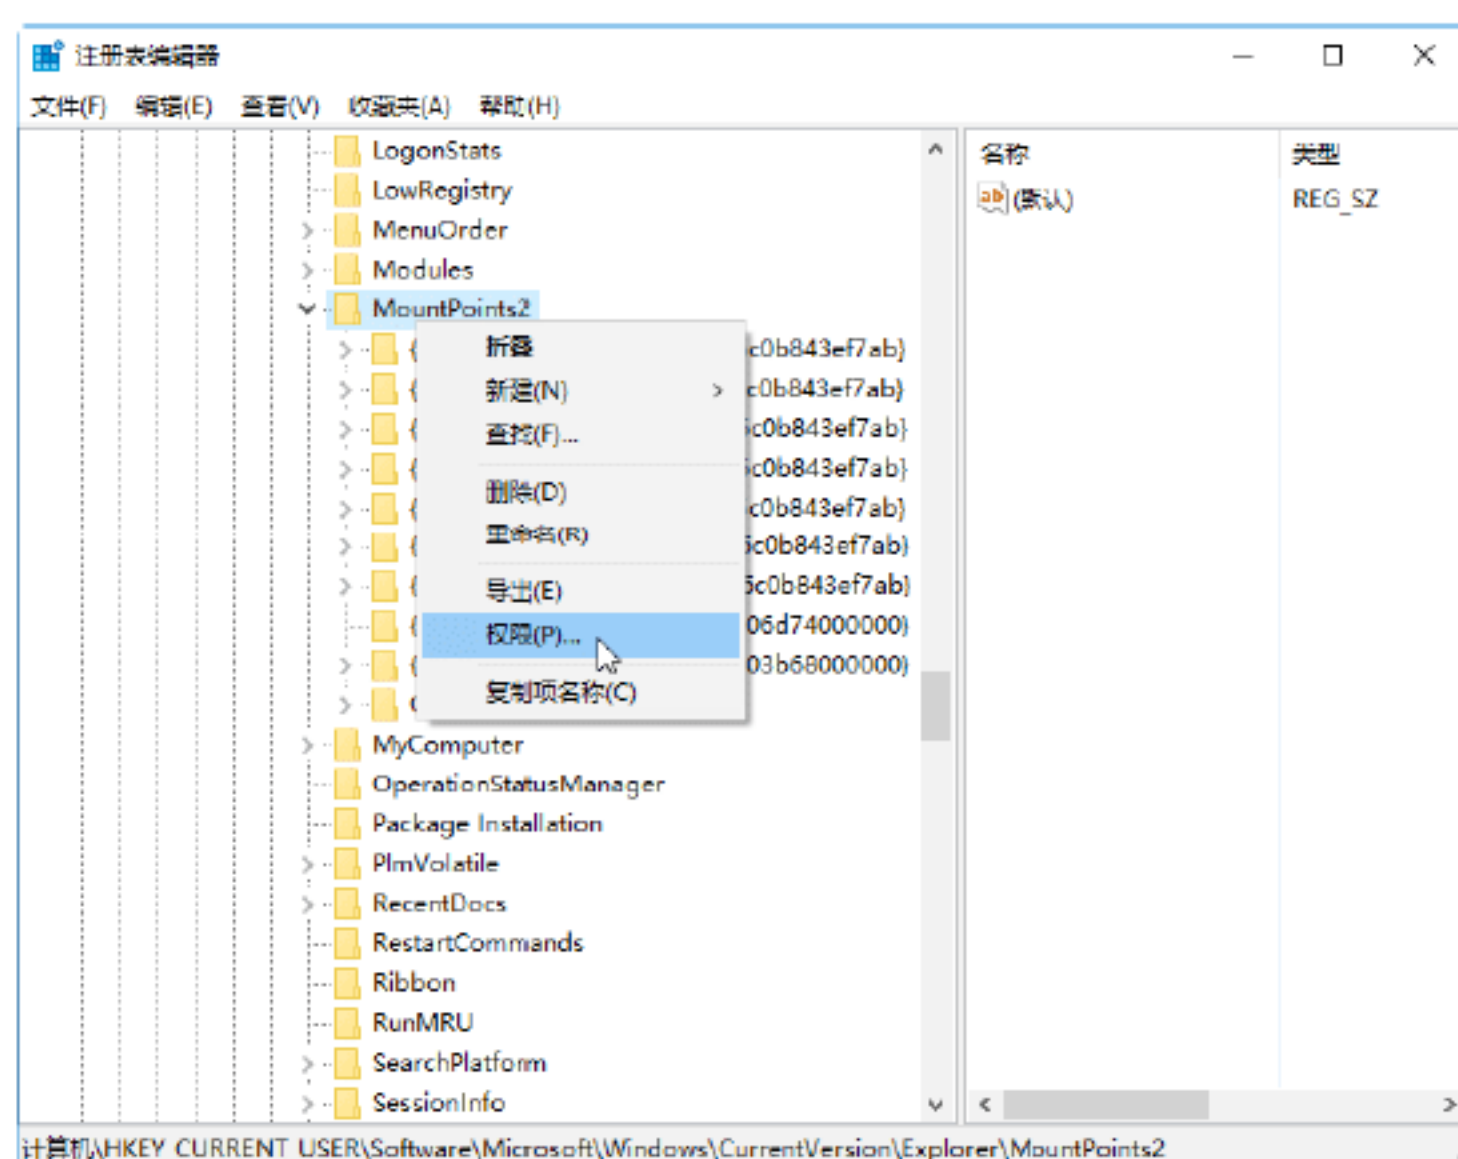 注册表编辑器
文件(F) 编辑(E) 查看(V) 收藏夹(A) 帮助(H)
LogonStats
LowRegistry
MenuOrder
Modules
MountPoints2
折叠
新建(N)
查找(F)...
删除(D)
重命名(R)
导出(E)
权限(P)...
复制项名称(C)
{ c0b843ef7ab}
{ c0b843ef7ab}
{ c0b843ef7ab}
{ c0b843ef7ab}
{ c0b843ef7ab}
{ 5c0b843ef7ab}
{ 5c0b843ef7ab}
{ 06d74000000}
{ 03b68000000}
MyComputer
OperationStatusManager
Package Installation
PlmVolatile
RecentDocs
RestartCommands
Ribbon
RunMRU
SearchPlatform
SessionInfo
名称 类型
ab (默认) REG_SZ
计算机\HKEY_CURRENT_USER\Software\Microsoft\Windows\CurrentVersion\Explorer\MountPoints2